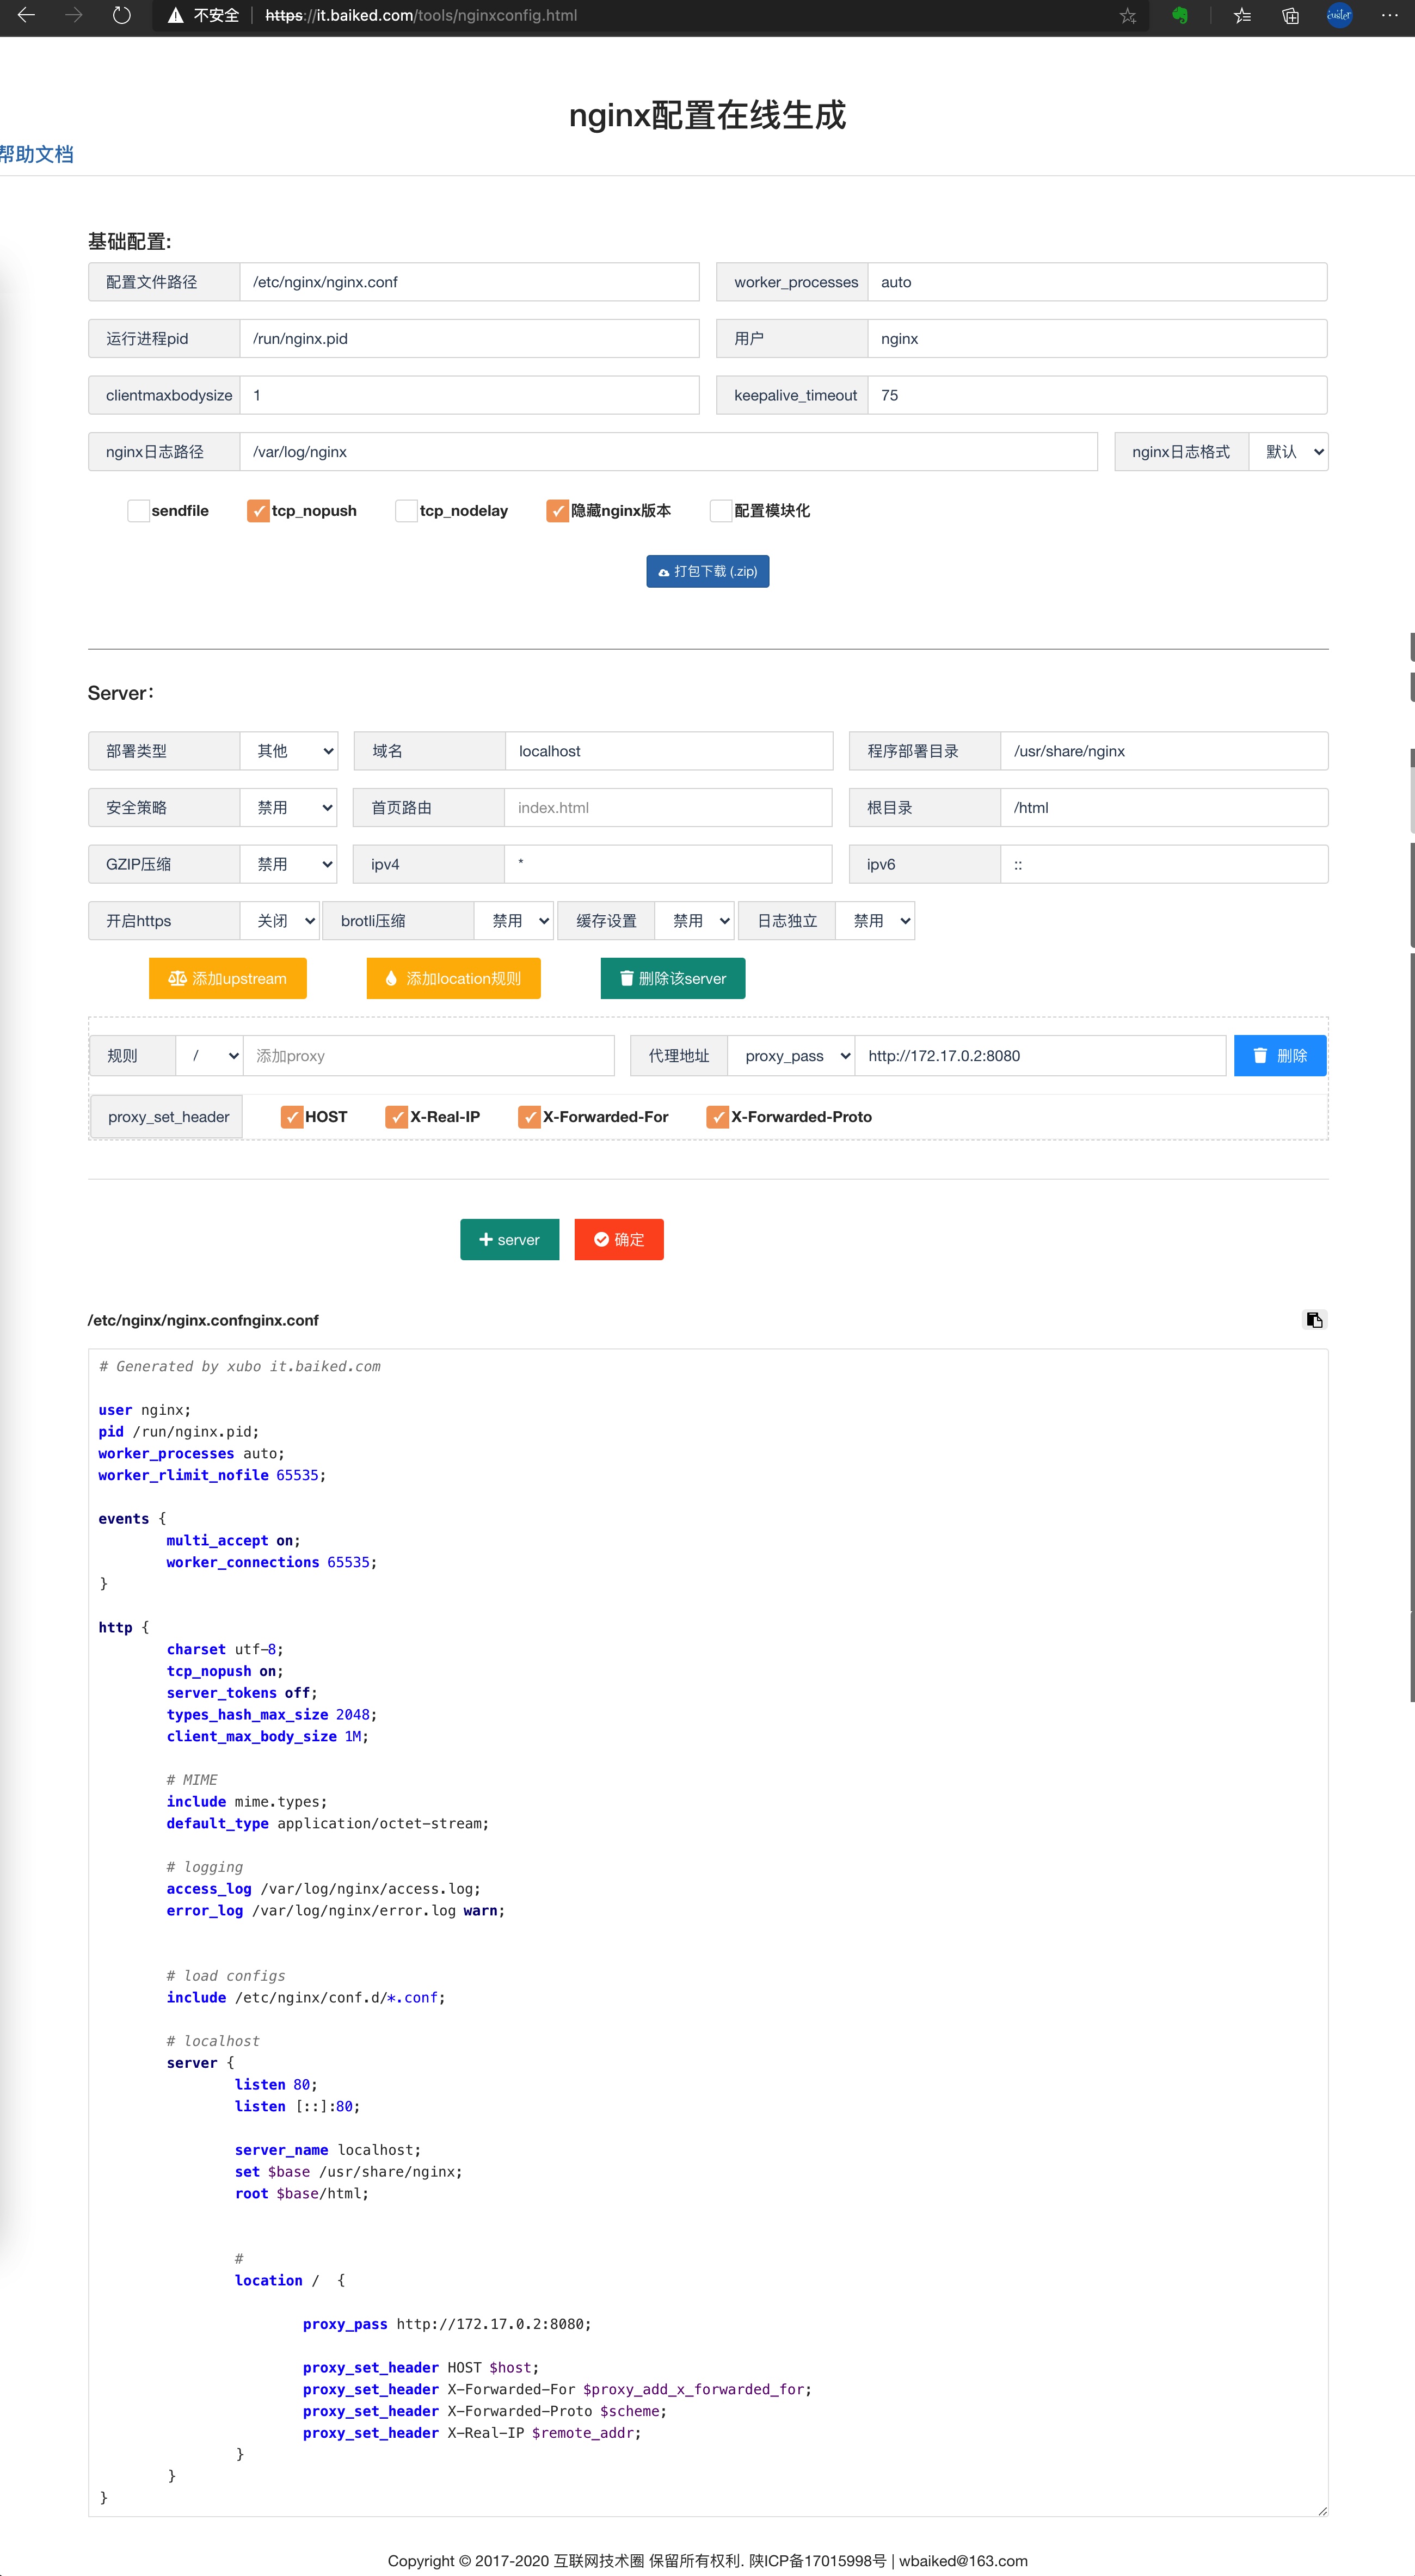 不安全 https://it.baiked.com/tools/nginxconfig.html custer
nginx配置在线生成
帮助文档
基础配置:
配置文件路径 /etc/nginx/nginx.conf worker_processes auto
运行进程pid /run/nginx.pid 用户 nginx
clientmaxbodysize 1 keepalive_timeout 75
nginx日志路径 /var/log/nginx nginx日志格式 默认
sendfile tcp_nopush tcp_nodelay 隐藏nginx版本 配置模块化
打包下载 (.zip)
Server：
部署类型 其他 域名 localhost 程序部署目录 /usr/share/nginx
安全策略 禁用 首页路由 index.html 根目录 /html
GZIP压缩 禁用 ipv4 * ipv6 ::
开启https 关闭 brotli压缩 禁用 缓存设置 禁用 日志独立 禁用
添加upstream 添加location规则 删除该server
规则 / 添加proxy 代理地址 proxy_pass http://172.17.0.2:8080 删除
proxy_set_header HOST X-Real-IP X-Forwarded-For X-Forwarded-Proto
server 确定
/etc/nginx/nginx.confnginx.conf
# Generated by xubo it.baiked.com
user nginx;
pid /run/nginx.pid;
worker_processes auto;
worker_rlimit_nofile 65535;
events {
multi_accept on;
worker_connections 65535;
}
http {
charset utf-8;
tcp_nopush on;
server_tokens off;
types_hash_max_size 2048;
client_max_body_size 1M;
# MIME
include mime.types;
default_type application/octet-stream;
# logging
access_log /var/log/nginx/access.log;
error_log /var/log/nginx/error.log warn;
# load configs
include /etc/nginx/conf.d/*.conf;
# localhost
server {
listen 80;
listen [::]:80;
server_name localhost;
set $base /usr/share/nginx;
root $base/html;
#
location / {
proxy_pass http://172.17.0.2:8080;
proxy_set_header HOST $host;
proxy_set_header X-Forwarded-For $proxy_add_x_forwarded_for;
proxy_set_header X-Forwarded-Proto $scheme;
proxy_set_header X-Real-IP $remote_addr;
}
}
}
Copyright © 2017-2020 互联网技术圈 保留所有权利. 陕ICP备17015998号 | wbaiked@163.com